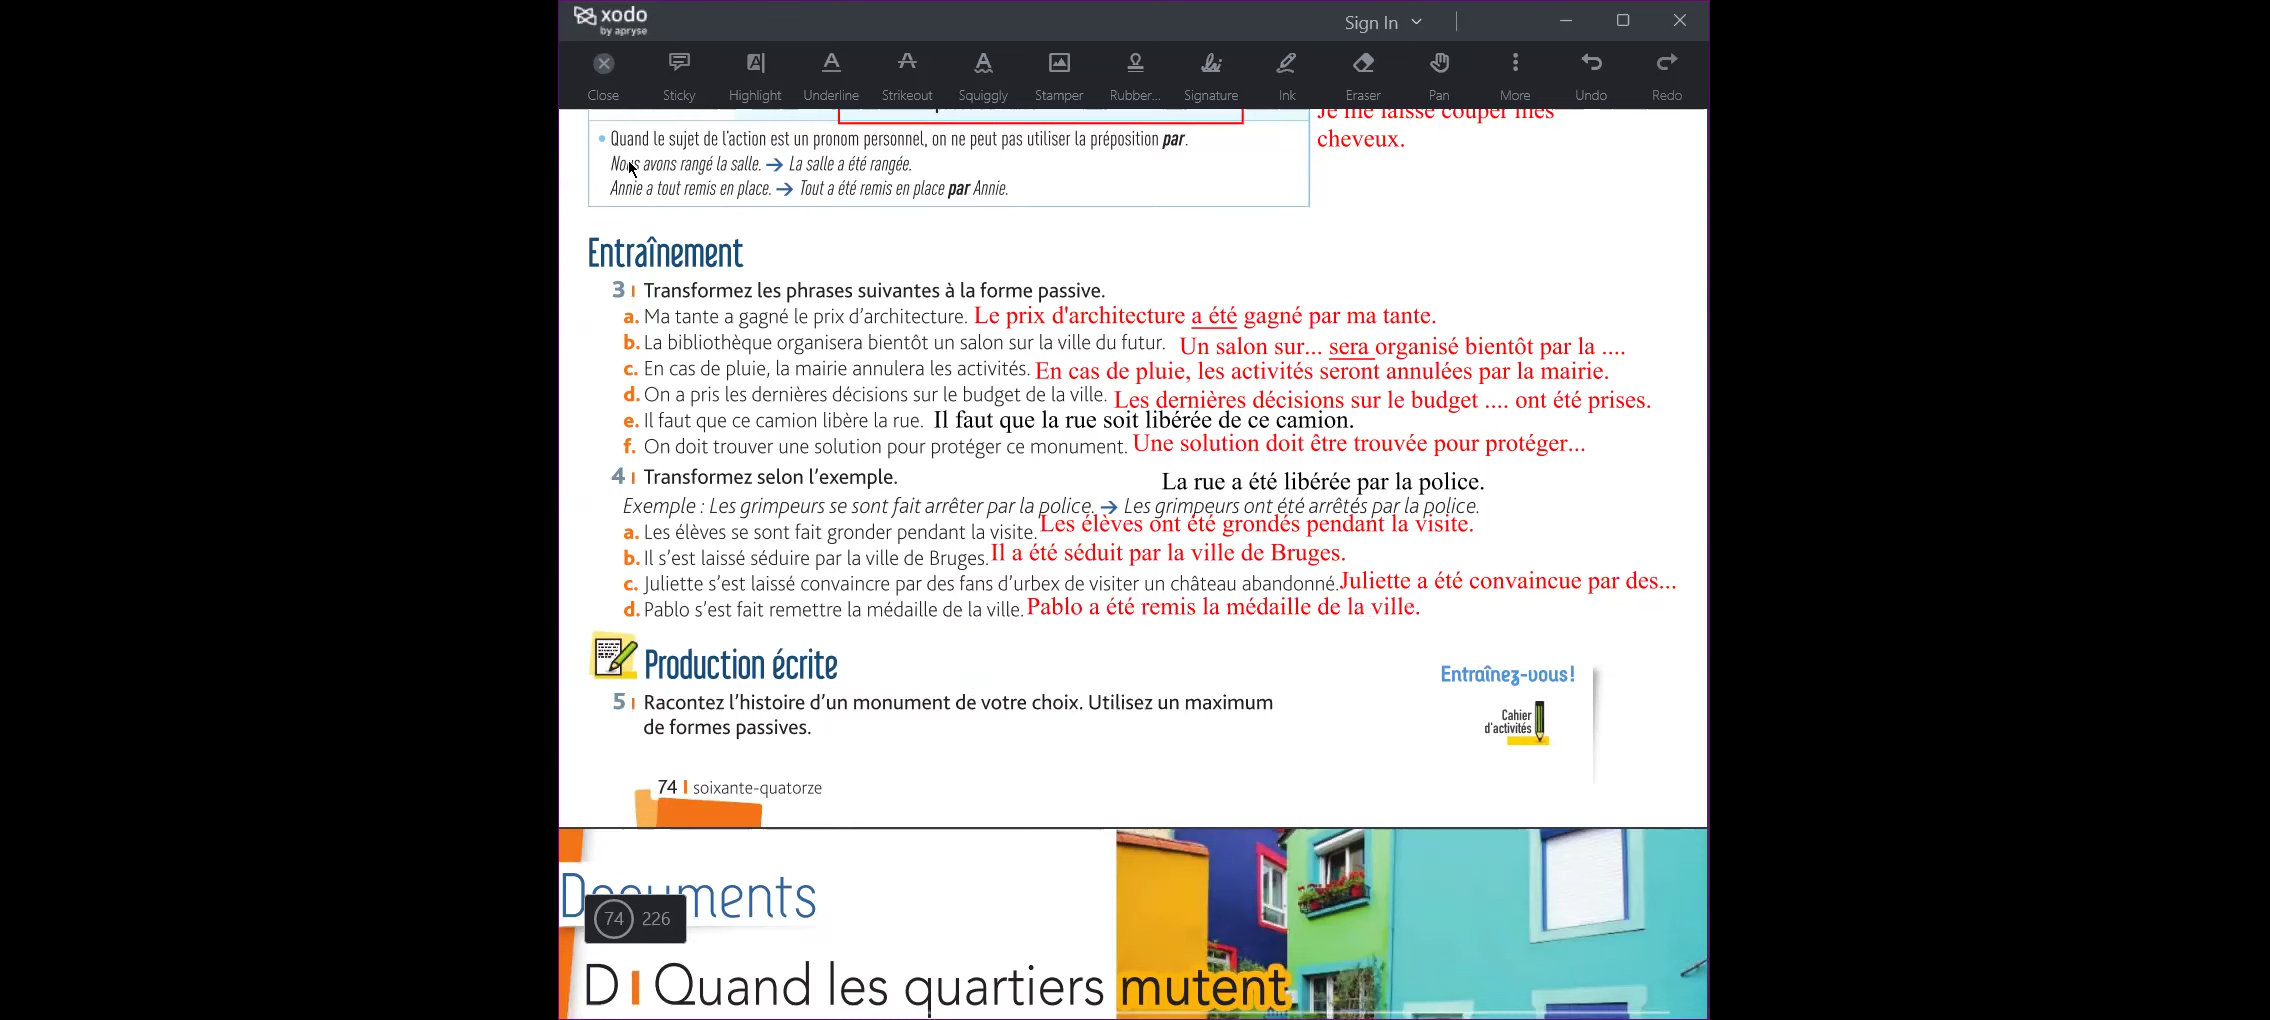 xodo
by apryse
Sign In
Close Sticky Highlight Underline Strikeout Squiggly Stamper Rubber... Signature Ink Eraser Pan More Undo Redo
Je me laisse couper mes
cheveux.
• Quand le sujet de l'action est un pronom personnel, on ne peut pas utiliser la préposition par.
Nous avons rangé la salle. → La salle a été rangée.
Annie a tout remis en place. → Tout a été remis en place par Annie.
Entraînement
3 I Transformez les phrases suivantes à la forme passive.
a. Ma tante a gagné le prix d'architecture. Le prix d'architecture a été gagné par ma tante.
b. La bibliothèque organisera bientôt un salon sur la ville du futur. Un salon sur... sera organisé bientôt par la ....
c. En cas de pluie, la mairie annulera les activités. En cas de pluie, les activités seront annulées par la mairie.
d. On a pris les dernières décisions sur le budget de la ville. Les dernières décisions sur le budget .... ont été prises.
e. Il faut que ce camion libère la rue. Il faut que la rue soit libérée de ce camion.
f. On doit trouver une solution pour protéger ce monument. Une solution doit être trouvée pour protéger...
4 I Transformez selon l'exemple.
La rue a été libérée par la police.
Exemple : Les grimpeurs se sont fait arrêter par la police. → Les grimpeurs ont été arrêtés par la police.
a. Les élèves se sont fait gronder pendant la visite. Les élèves ont été grondés pendant la visite.
b. Il s'est laissé séduire par la ville de Bruges. Il a été séduit par la ville de Bruges.
c. Juliette s'est laissé convaincre par des fans d'urbex de visiter un château abandonné. Juliette a été convaincue par des...
d. Pablo s'est fait remettre la médaille de la ville. Pablo a été remis la médaille de la ville.
Production écrite
Entraînez-vous !
5 I Racontez l'histoire d'un monument de votre choix. Utilisez un maximum
de formes passives.
Cahier
d'activités
74 I soixante-quatorze
Documents
74 226
D I Quand les quartiers mutent